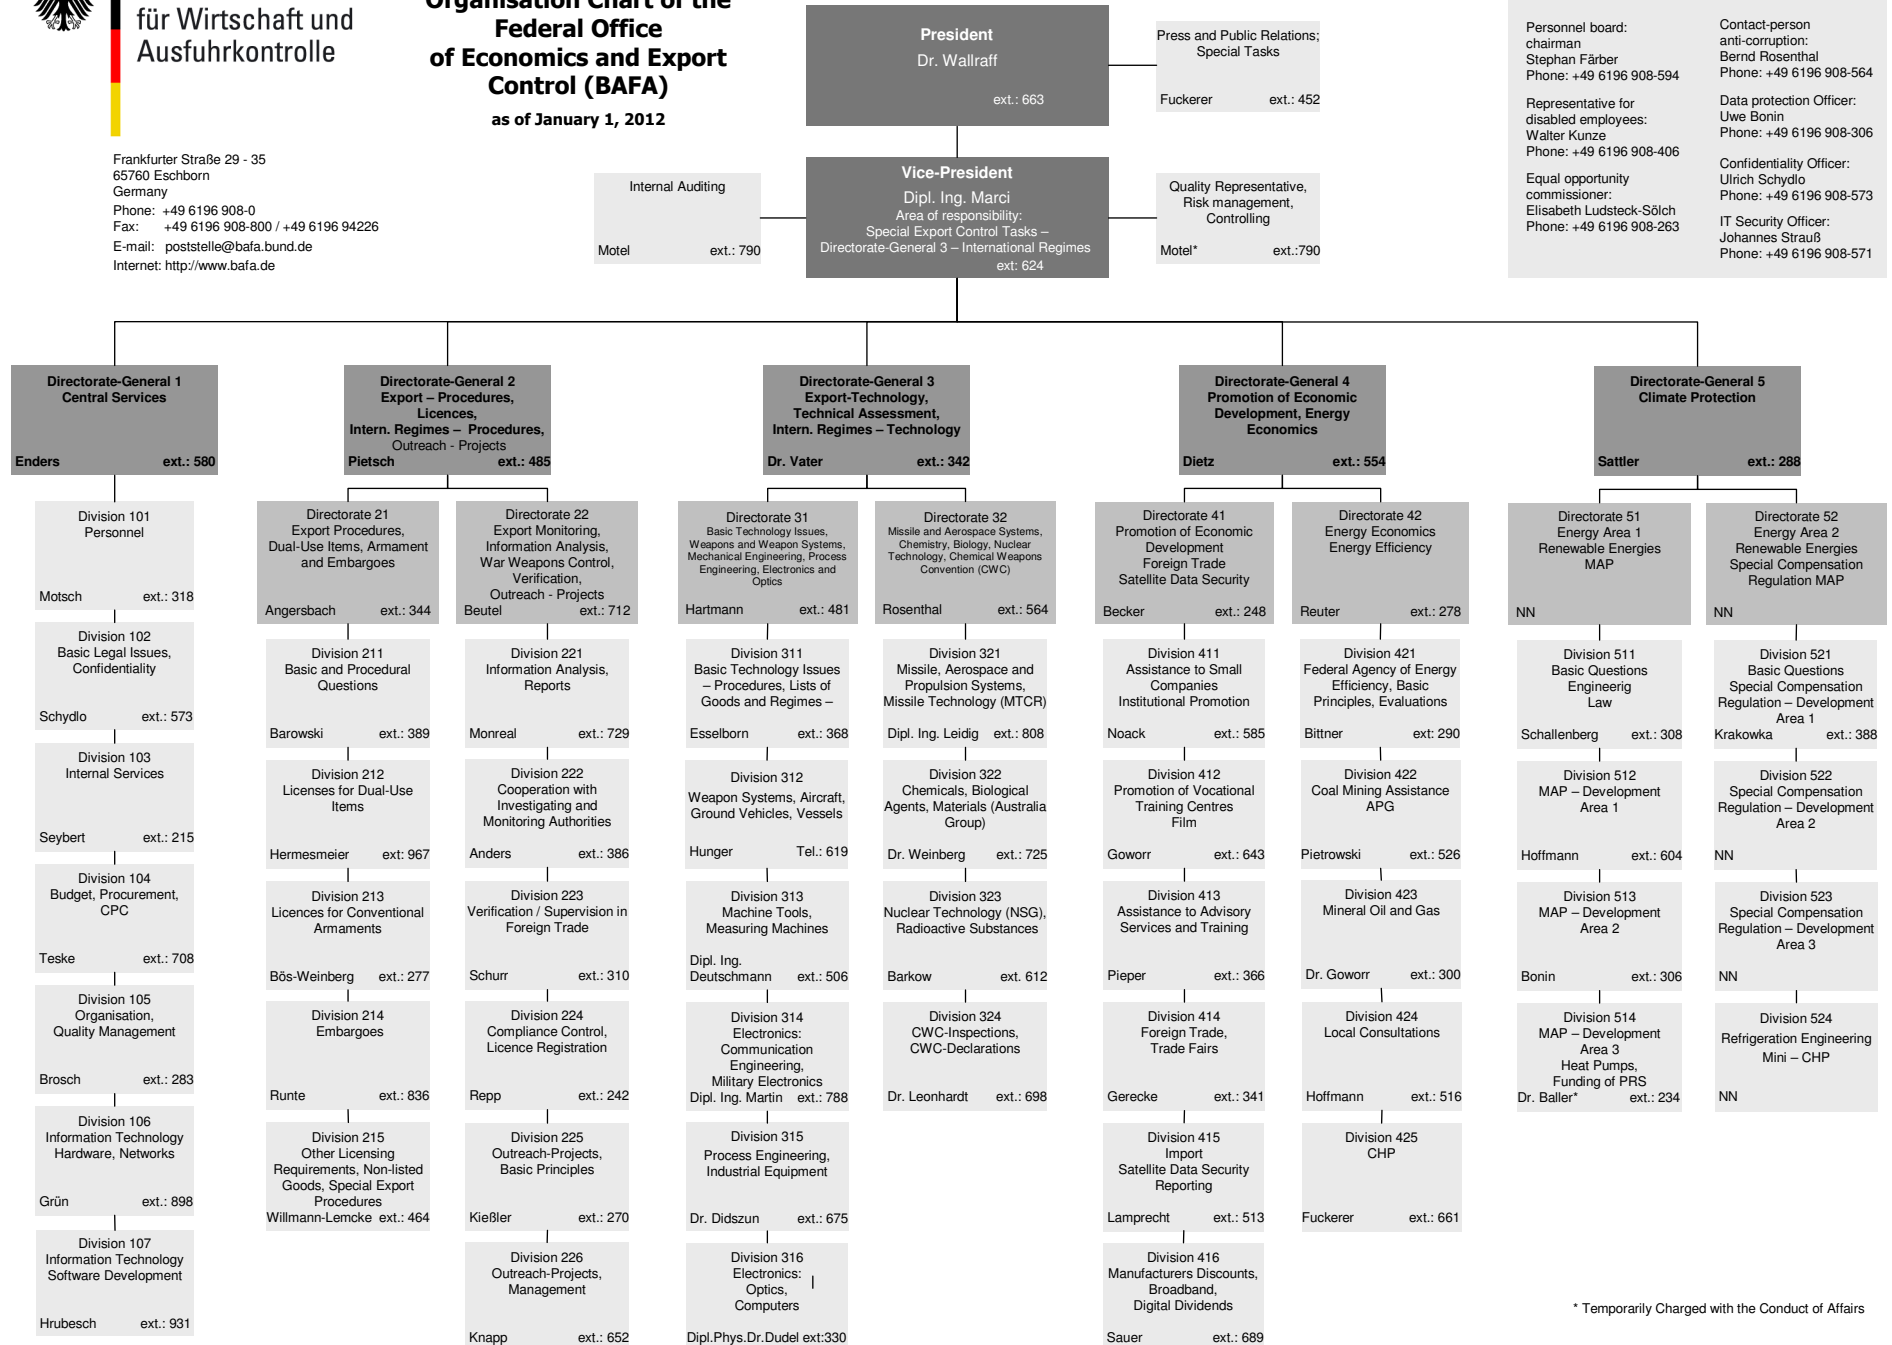 für Wirtschaft und
Ausfuhrkontrolle
Frankfurter Straße 29 - 35
65760 Eschborn
Germany
Phone: +49 6196 908-0
Fax: +49 6196 908-800 / +49 6196 94226
E-mail: poststelle@bafa.bund.de
Internet: http://www.bafa.de
Organisation Chart of the
Federal Office
of Economics and Export
Control (BAFA)
as of January 1, 2012
President
Dr. Wallraff
ext.: 663
Press and Public Relations;
Special Tasks
Fuckerer ext.: 452
Internal Auditing
Motel ext.: 790
Vice-President
Dipl. Ing. Marci
Area of responsibility:
Special Export Control Tasks –
Directorate-General 3 – International Regimes
ext: 624
Quality Representative,
Risk management,
Controlling
Motel* ext.:790
Personnel board:
chairman
Stephan Färber
Phone: +49 6196 908-594
Representative for
disabled employees:
Walter Kunze
Phone: +49 6196 908-406
Equal opportunity
commissioner:
Elisabeth Ludsteck-Sölch
Phone: +49 6196 908-263
Contact-person
anti-corruption:
Bernd Rosenthal
Phone: +49 6196 908-564
Data protection Officer:
Uwe Bonin
Phone: +49 6196 908-306
Confidentiality Officer:
Ulrich Schydlo
Phone: +49 6196 908-573
IT Security Officer:
Johannes Strauß
Phone: +49 6196 908-571
Directorate-General 1
Central Services
Enders ext.: 580
Division 101
Personnel
Motsch ext.: 318
Division 102
Basic Legal Issues,
Confidentiality
Schydlo ext.: 573
Division 103
Internal Services
Seybert ext.: 215
Division 104
Budget, Procurement,
CPC
Teske ext.: 708
Division 105
Organisation,
Quality Management
Brosch ext.: 283
Division 106
Information Technology
Hardware, Networks
Grün ext.: 898
Division 107
Information Technology
Software Development
Hrubesch ext.: 931
Directorate-General 2
Export – Procedures,
Licences,
Intern. Regimes – Procedures,
Outreach - Projects
Pietsch ext.: 485
Directorate 21
Export Procedures,
Dual-Use Items, Armament
and Embargoes
Angersbach ext.: 344
Division 211
Basic and Procedural
Questions
Barowski ext.: 389
Division 212
Licenses for Dual-Use
Items
Hermesmeier ext: 967
Division 213
Licences for Conventional
Armaments
Bös-Weinberg ext.: 277
Division 214
Embargoes
Runte ext.: 836
Division 215
Other Licensing
Requirements, Non-listed
Goods, Special Export
Procedures
Willmann-Lemcke ext.: 464
Directorate 22
Export Monitoring,
Information Analysis,
War Weapons Control,
Verification,
Outreach - Projects
Beutel ext.: 712
Division 221
Information Analysis,
Reports
Monreal ext.: 729
Division 222
Cooperation with
Investigating and
Monitoring Authorities
Anders ext.: 386
Division 223
Verification / Supervision in
Foreign Trade
Schurr ext.: 310
Division 224
Compliance Control,
Licence Registration
Repp ext.: 242
Division 225
Outreach-Projects,
Basic Principles
Kießler ext.: 270
Division 226
Outreach-Projects,
Management
Knapp ext.: 652
Directorate-General 3
Export-Technology,
Technical Assessment,
Intern. Regimes – Technology
Dr. Vater ext.: 342
Directorate 31
Basic Technology Issues,
Weapons and Weapon Systems,
Mechanical Engineering, Process
Engineering, Electronics and
Optics
Hartmann ext.: 481
Division 311
Basic Technology Issues
– Procedures, Lists of
Goods and Regimes –
Esselborn ext.: 368
Division 312
Weapon Systems, Aircraft,
Ground Vehicles, Vessels
Hunger Tel.: 619
Division 313
Machine Tools,
Measuring Machines
Dipl. Ing.
Deutschmann ext.: 506
Division 314
Electronics:
Communication
Engineering,
Military Electronics
Dipl. Ing. Martin ext.: 788
Division 315
Process Engineering,
Industrial Equipment
Dr. Didszun ext.: 675
Division 316
Electronics:
Optics,
Computers
Dipl.Phys.Dr.Dudel ext:330
Directorate 32
Missile and Aerospace Systems,
Chemistry, Biology, Nuclear
Technology, Chemical Weapons
Convention (CWC)
Rosenthal ext.: 564
Division 321
Missile, Aerospace and
Propulsion Systems,
Missile Technology (MTCR)
Dipl. Ing. Leidig ext.: 808
Division 322
Chemicals, Biological
Agents, Materials (Australia
Group)
Dr. Weinberg ext.: 725
Division 323
Nuclear Technology (NSG),
Radioactive Substances
Barkow ext. 612
Division 324
CWC-Inspections,
CWC-Declarations
Dr. Leonhardt ext.: 698
Directorate-General 4
Promotion of Economic
Development, Energy
Economics
Dietz ext.: 554
Directorate 41
Promotion of Economic
Development
Foreign Trade
Satellite Data Security
Becker ext.: 248
Division 411
Assistance to Small
Companies
Institutional Promotion
Noack ext.: 585
Division 412
Promotion of Vocational
Training Centres
Film
Goworr ext.: 643
Division 413
Assistance to Advisory
Services and Training
Pieper ext.: 366
Division 414
Foreign Trade,
Trade Fairs
Gerecke ext.: 341
Division 415
Import
Satellite Data Security
Reporting
Lamprecht ext.: 513
Division 416
Manufacturers Discounts,
Broadband,
Digital Dividends
Sauer ext.: 689
Directorate 42
Energy Economics
Energy Efficiency
Reuter ext.: 278
Division 421
Federal Agency of Energy
Efficiency, Basic
Principles, Evaluations
Bittner ext: 290
Division 422
Coal Mining Assistance
APG
Pietrowski ext.: 526
Division 423
Mineral Oil and Gas
Dr. Goworr ext.: 300
Division 424
Local Consultations
Hoffmann ext.: 516
Division 425
CHP
Fuckerer ext.: 661
Directorate-General 5
Climate Protection
Sattler ext.: 288
Directorate 51
Energy Area 1
Renewable Energies
MAP
NN
Division 511
Basic Questions
Engineerig
Law
Schallenberg ext.: 308
Division 512
MAP – Development
Area 1
Hoffmann ext.: 604
Division 513
MAP – Development
Area 2
Bonin ext.: 306
Division 514
MAP – Development
Area 3
Heat Pumps,
Funding of PRS
Dr. Baller* ext.: 234
Directorate 52
Energy Area 2
Renewable Energies
Special Compensation
Regulation MAP
NN
Division 521
Basic Questions
Special Compensation
Regulation – Development
Area 1
Krakowka ext.: 388
Division 522
Special Compensation
Regulation – Development
Area 2
NN
Division 523
Special Compensation
Regulation – Development
Area 3
NN
Division 524
Refrigeration Engineering
Mini – CHP
NN
* Temporarily Charged with the Conduct of Affairs